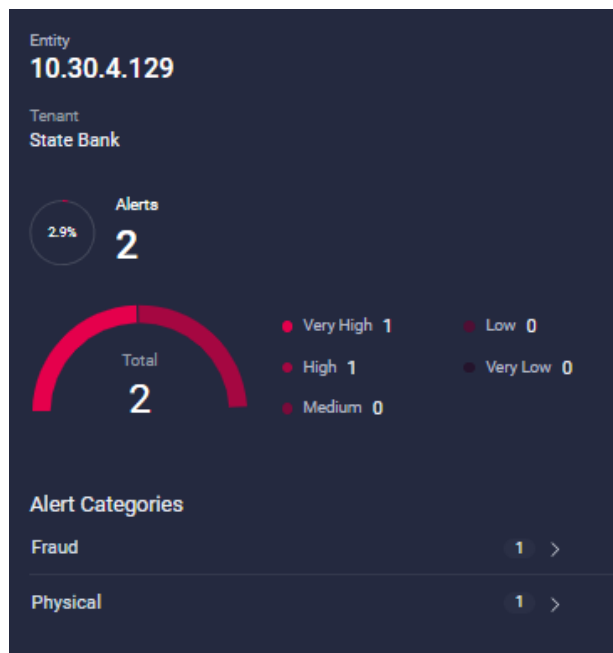 Entity
10.30.4.129
Tenant
State Bank
2.9%
Alerts
2
Total
2
Very High 1
Low 0
High 1
Very Low 0
Medium 0
Alert Categories
Fraud 1
Physical 1